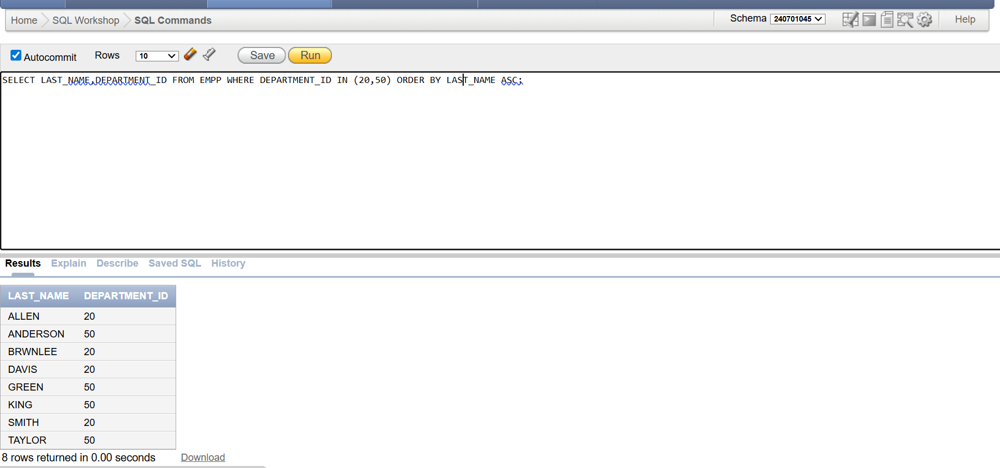 Home SQL Workshop SQL Commands Schema 240701045 Help
Autocommit Rows 10 Save Run
SELECT LAST_NAME,DEPARTMENT_ID FROM EMPP WHERE DEPARTMENT_ID IN (20,50) ORDER BY LAST_NAME ASC;
Results Explain Describe Saved SQL History
LAST_NAME DEPARTMENT_ID
ALLEN 20
ANDERSON 50
BRWNLEE 20
DAVIS 20
GREEN 50
KING 50
SMITH 20
TAYLOR 50
8 rows returned in 0.00 seconds Download